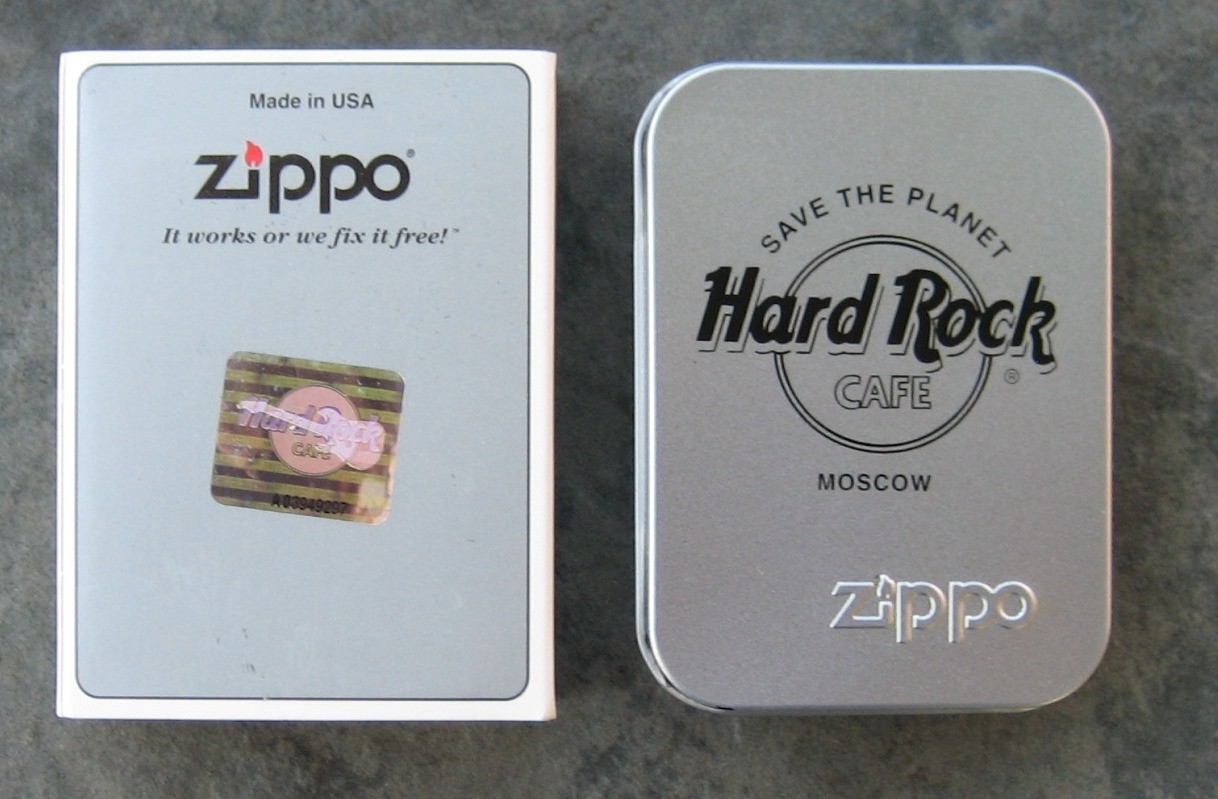 Made in USA
zippo®
It works or we fix it free!™
Hard Rock
CAFE
A03949297
SAVE THE PLANET
Hard Rock
CAFE
®
MOSCOW
zippo